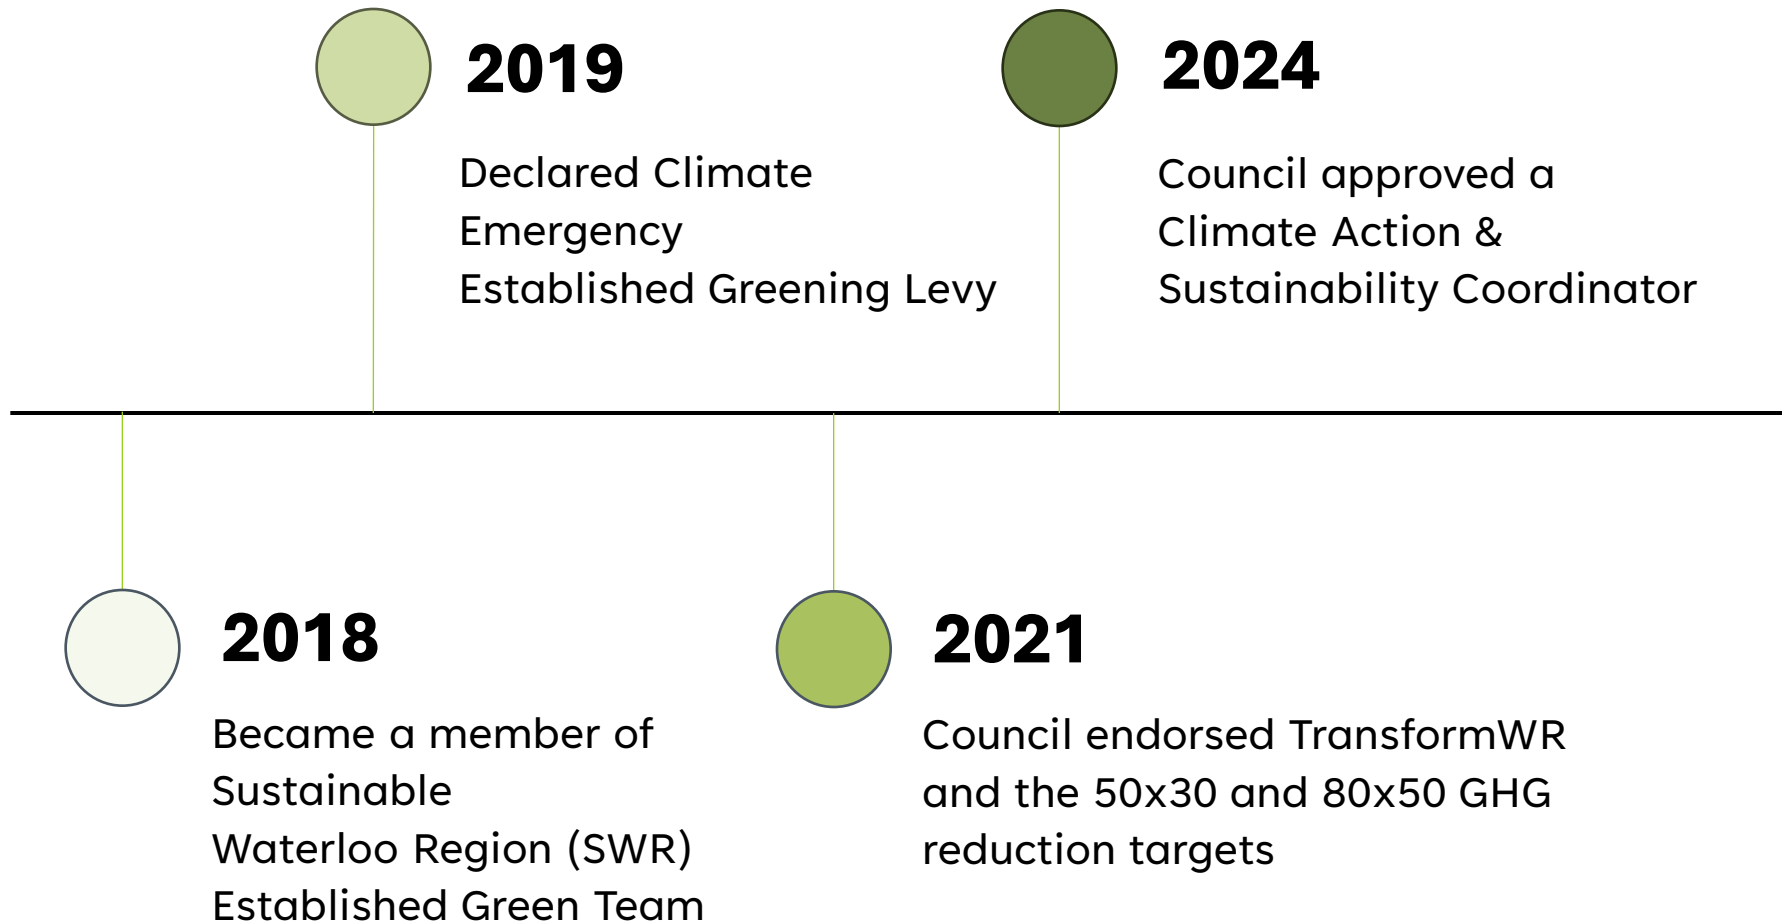 2019
Declared Climate
Emergency
Established Greening Levy
2024
Council approved a
Climate Action &
Sustainability Coordinator
2018
Became a member of
Sustainable
Waterloo Region (SWR)
Established Green Team
2021
Council endorsed TransformWR
and the 50x30 and 80x50 GHG
reduction targets